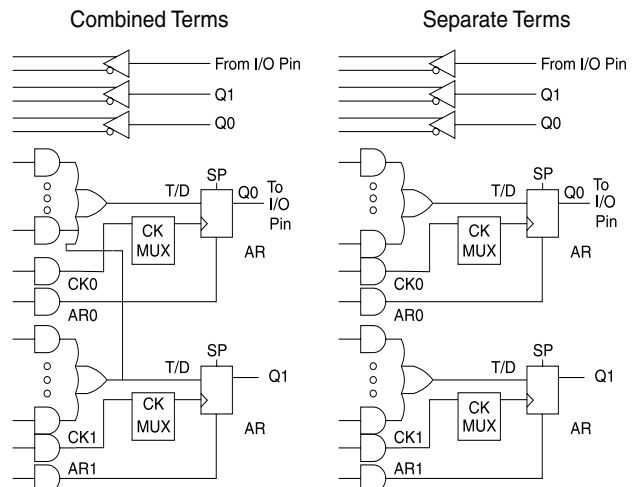 Combined Terms
From I/O Pin
Q1
Q0
SP
T/D
Q0
To
I/O
Pin
CK
MUX
AR
CK0
AR0
SP
T/D
Q1
CK
MUX
AR
CK1
AR1
Separate Terms
From I/O Pin
Q1
Q0
SP
T/D
Q0
To
I/O
Pin
CK
MUX
AR
CK0
AR0
SP
T/D
Q1
CK
MUX
AR
CK1
AR1